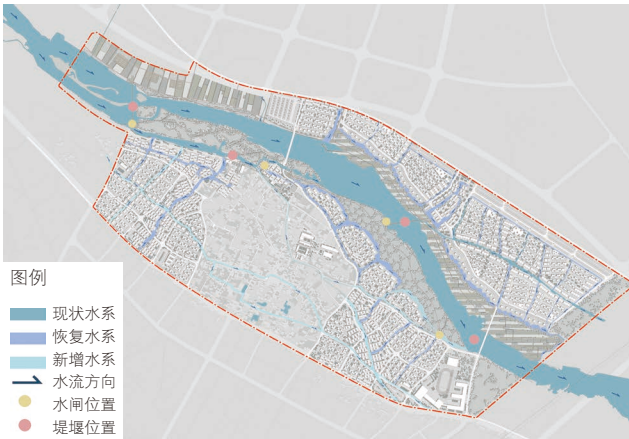 图例
现状水系
恢复水系
新增水系
水流方向
水闸位置
堤堰位置